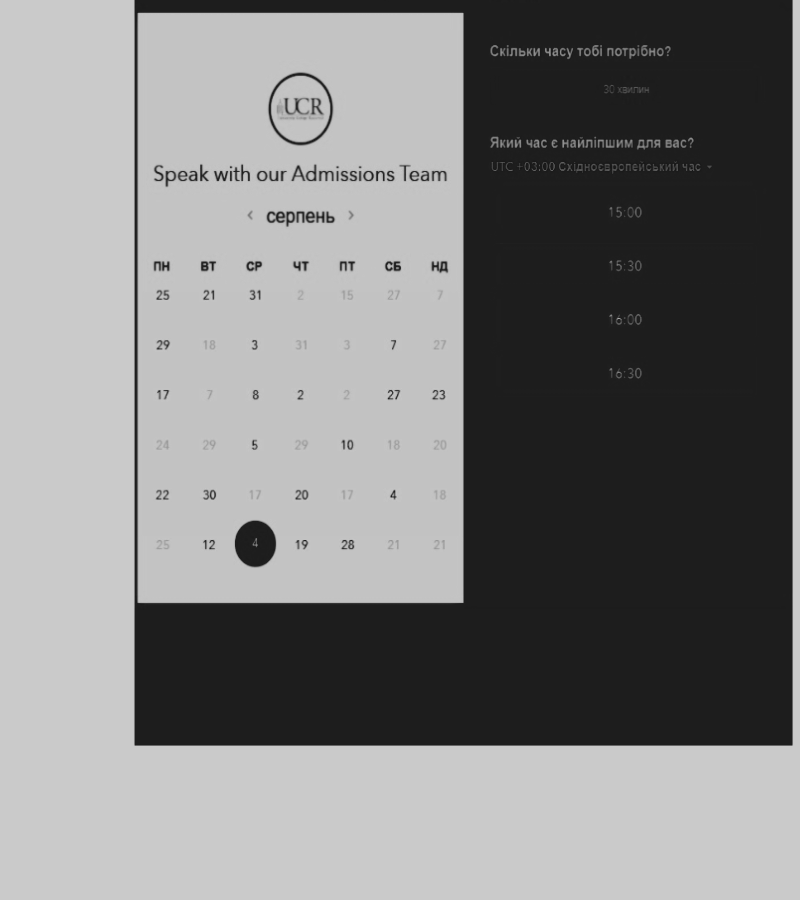 UCR
Speak with our Admissions Team
‹ серпень ›
ПН ВТ СР ЧТ ПТ СБ НД
25 21 31 2 15 27 7
29 18 3 31 3 7 27
17 7 8 2 2 27 23
24 29 5 29 10 18 20
22 30 17 20 17 4 18
25 12 4 19 28 21 21
Скільки часу тобі потрібно?
30 хвилин
Який час є найліпшим для вас?
UTC +03:00 Східноєвропейський час
15:00
15:30
16:00
16:30